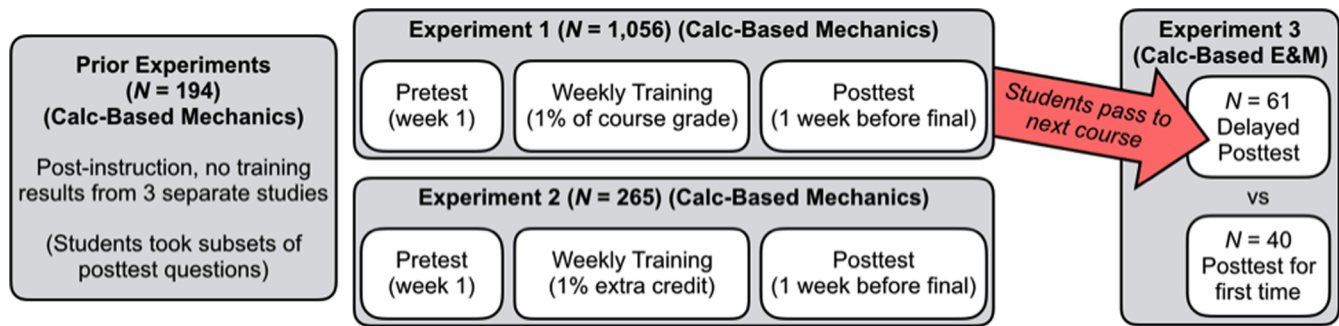 Prior Experiments
(N = 194)
(Calc-Based Mechanics)
Post-instruction, no training
results from 3 separate studies
(Students took subsets of
posttest questions)
Experiment 1 (N = 1,056) (Calc-Based Mechanics)
Pretest
(week 1)
Weekly Training
(1% of course grade)
Posttest
(1 week before final)
Experiment 2 (N = 265) (Calc-Based Mechanics)
Pretest
(week 1)
Weekly Training
(1% extra credit)
Posttest
(1 week before final)
Students pass to
next course
Experiment 3
(Calc-Based E&M)
N = 61
Delayed
Posttest
vs
N = 40
Posttest for
first time